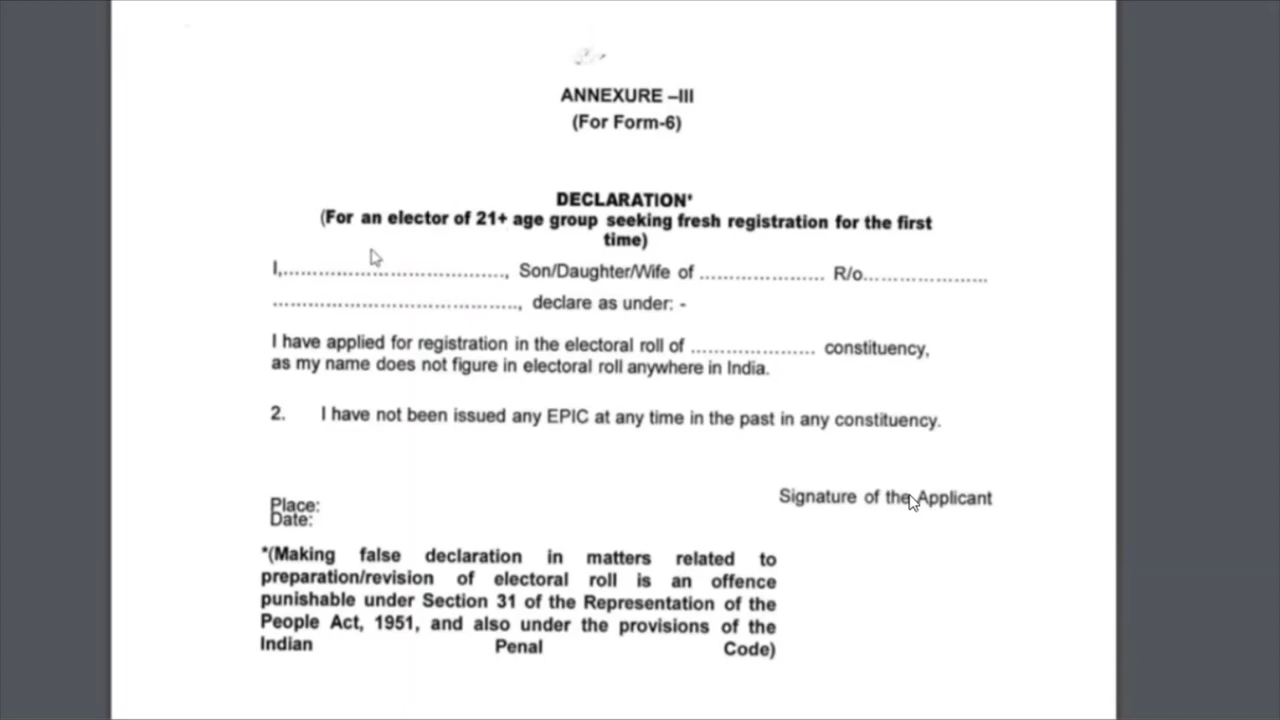 ANNEXURE –III
(For Form-6)
DECLARATION*
(For an elector of 21+ age group seeking fresh registration for the first
time)
I,......................................., Son/Daughter/Wife of ..................... R/o.....................
.........................................., declare as under: -
I have applied for registration in the electoral roll of ..................... constituency,
as my name does not figure in electoral roll anywhere in India.
2. I have not been issued any EPIC at any time in the past in any constituency.
Signature of the Applicant
Place:
Date:
*(Making false declaration in matters related to
preparation/revision of electoral roll is an offence
punishable under Section 31 of the Representation of the
People Act, 1951, and also under the provisions of the
Indian Penal Code)